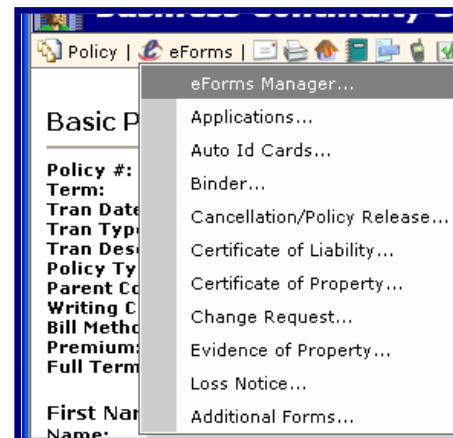 Policy | eForms |
eForms Manager...
Basic P
Applications...
Auto Id Cards...
Policy #:
Term:
Binder...
Tran Date
Cancellation/Policy Release...
Tran Type
Tran Des
Certificate of Liability...
Policy Ty
Parent Co
Certificate of Property...
Writing C
Bill Metho
Change Request...
Premium:
Evidence of Property...
Full Term
Loss Notice...
First Nar
Additional Forms...
Name: